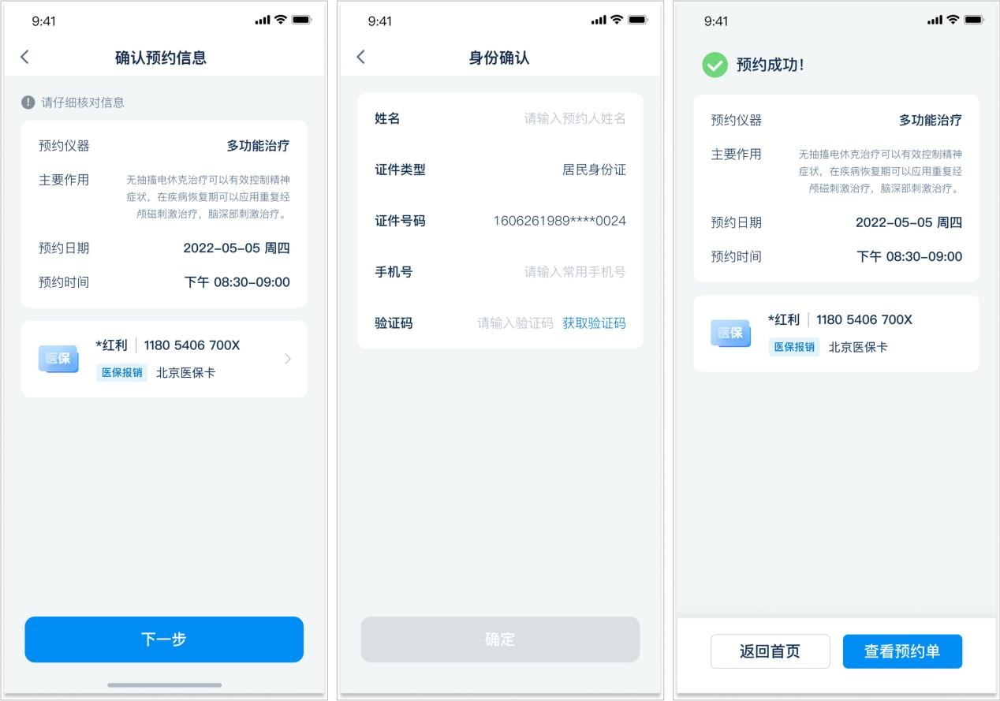 9:41
确认预约信息
请仔细核对信息
预约仪器 多功能治疗
主要作用 无抽搐电休克治疗可以有效控制精神
症状，在疾病恢复期可以应用重复经
颅磁刺激治疗，脑深部刺激治疗。
预约日期 2022-05-05 周四
预约时间 下午 08:30-09:00
医保 *红利 1180 5406 700X
医保报销 北京医保卡
下一步
9:41
身份确认
姓名 请输入预约人姓名
证件类型 居民身份证
证件号码 1606261989****0024
手机号 请输入常用手机号
验证码 请输入验证码 获取验证码
确定
9:41
预约成功!
预约仪器 多功能治疗
主要作用 无抽搐电休克治疗可以有效控制精神
症状，在疾病恢复期可以应用重复经
颅磁刺激治疗，脑深部刺激治疗。
预约日期 2022-05-05 周四
预约时间 下午 08:30-09:00
医保 *红利 1180 5406 700X
医保报销 北京医保卡
返回首页 查看预约单